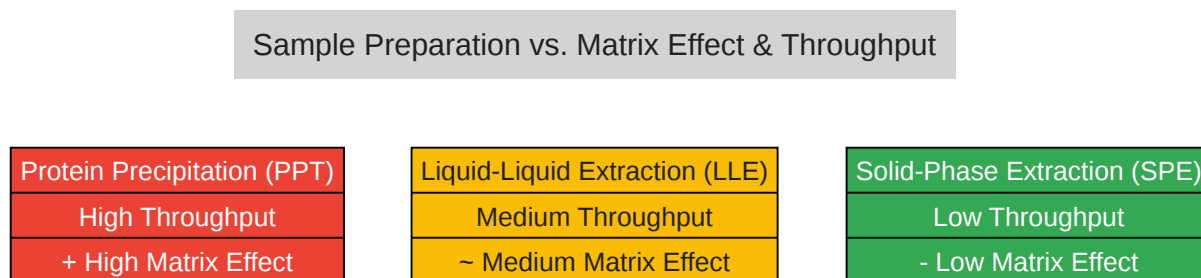 Sample Preparation vs. Matrix Effect & Throughput
Protein Precipitation (PPT)
High Throughput
+ High Matrix Effect
Liquid-Liquid Extraction (LLE)
Medium Throughput
~ Medium Matrix Effect
Solid-Phase Extraction (SPE)
Low Throughput
- Low Matrix Effect